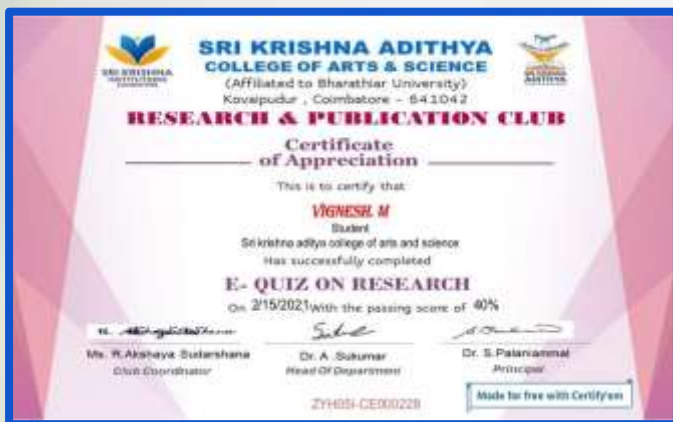 SRI KRISHNA ADITHYA
COLLEGE OF ARTS & SCIENCE
(Affiliated to Bharathiar University)
Kovaipudur , Coimbatore - 641042
RESEARCH & PUBLICATION CLUB
Certificate
of Appreciation
This is to certify that
VIGNESH. M
Student
Sri krishna aditya college of arts and science
Has successfully completed
E- QUIZ ON RESEARCH
On 2/15/2021 With the passing score of 40%
Ms. R.Akshaya Sudarshana
Club Coordinator
Dr. A .Sukumar
Head Of Department
Dr. S.Palaniammal
Principal
Made for free with Certify'em